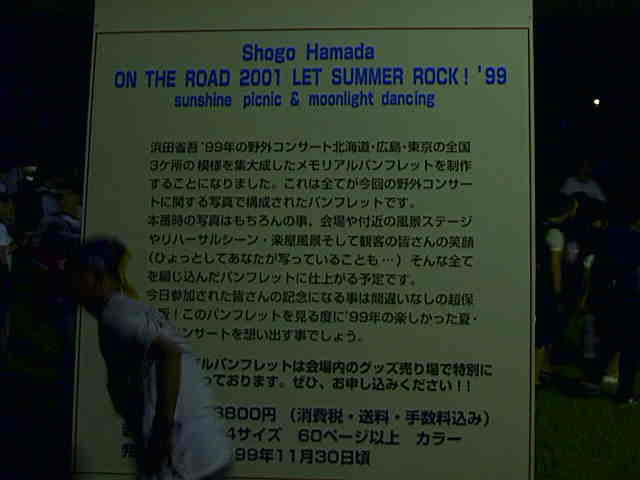 Shogo Hamada
ON THE ROAD 2001 LET SUMMER ROCK! '99
sunshine picnic & moonlight dancing
浜田省吾 '99年の野外コンサート北海道・広島・東京の全国
3ケ所の模様を集大成したメモリアルパンフレットを制作
することになりました。これは全てが今回の野外コンサー
トに関する写真で構成されたパンフレットです。
本番時の写真はもちろんの事、会場や付近の風景ステージ
やリハーサルシーン・楽屋風景そして観客の皆さんの笑顔
(ひょっとしてあなたが写っていることも…) そんな全て
を綴じ込んだパンフレットに仕上がる予定です。
今日参加された皆さんの記念になる事は間違いなしの超保
!このパンフレットを見る度に'99年の楽しかった夏・
コンサートを想い出す事でしょう。
ルパンフレットは会場内のグッズ売り場で特別に
っております。ぜひ、お申し込みください!!
3800円 (消費税・送料・手数料込み)
4サイズ 60ページ以上 カラー
99年11月30日頃